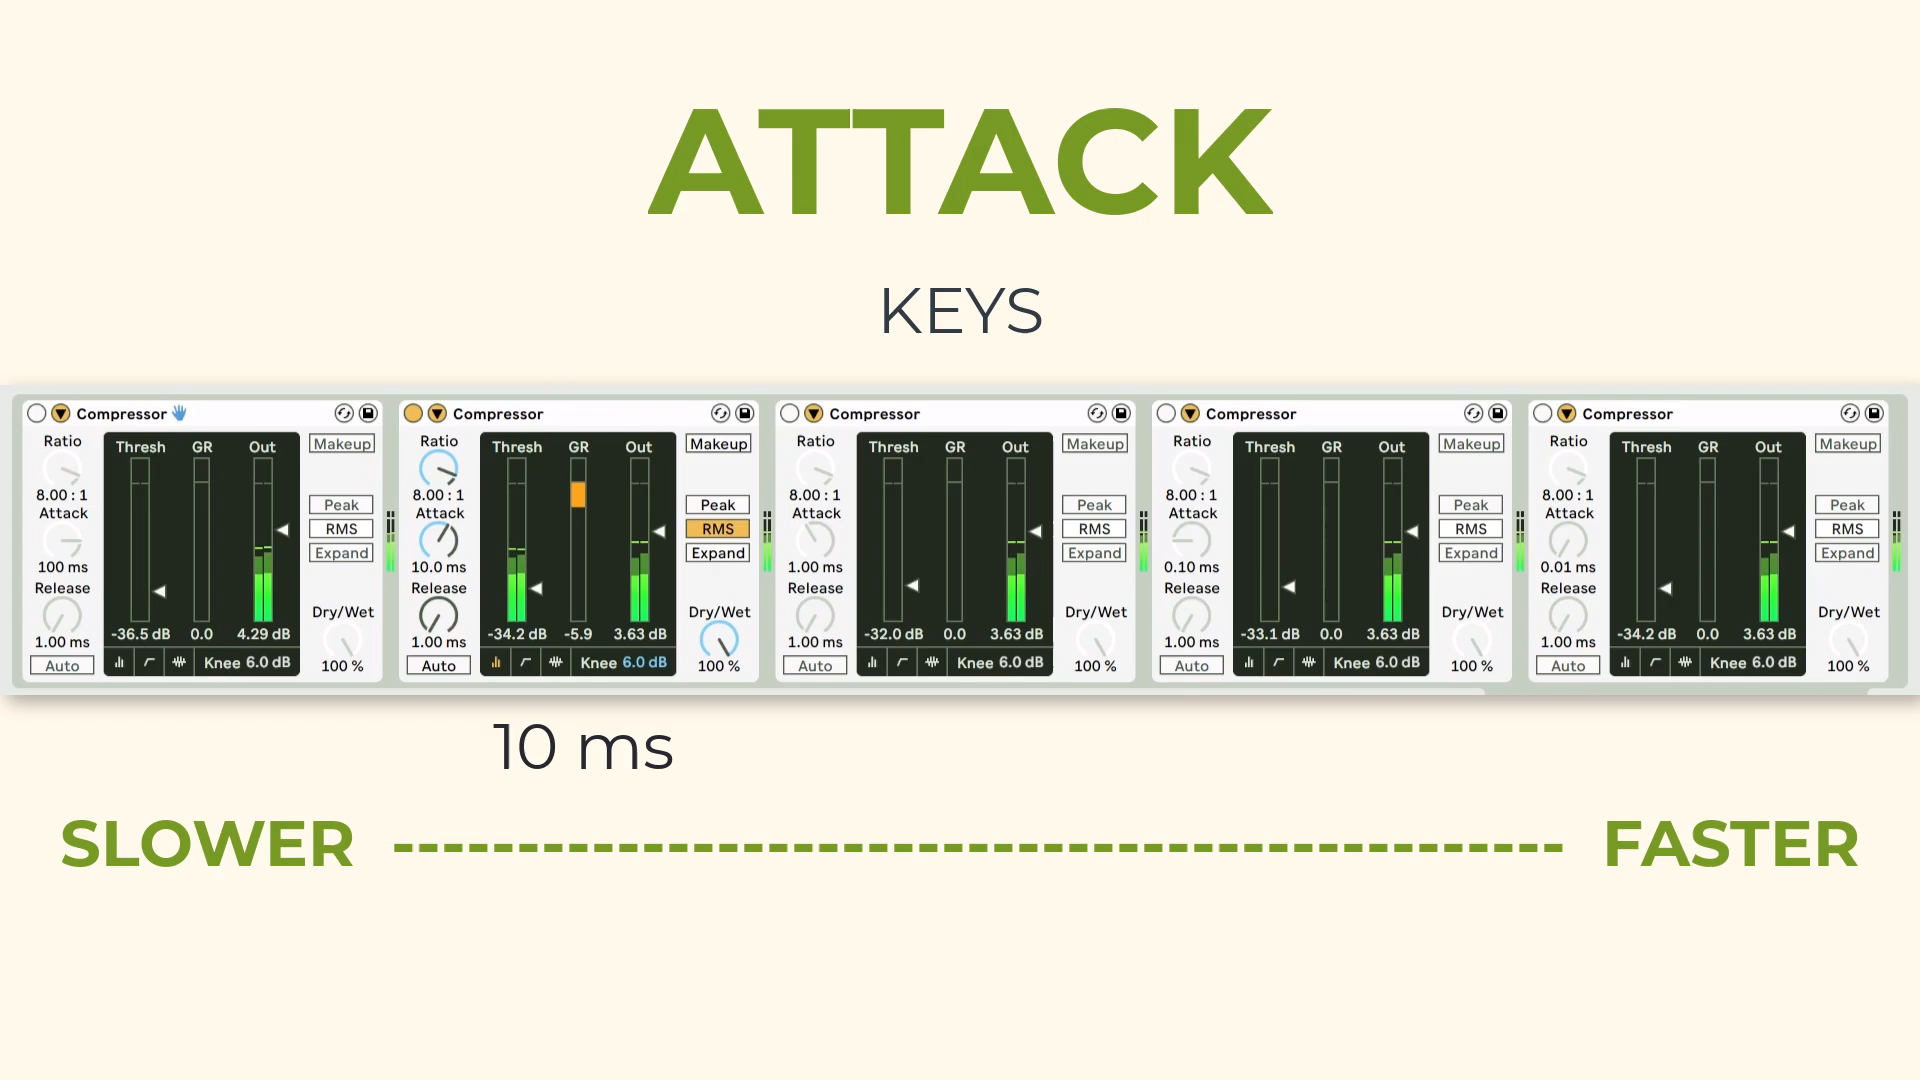 ATTACK
KEYS
Compressor
Ratio
8.00 : 1
Attack
100 ms
Release
1.00 ms
Auto
Thresh GR Out
-36.5 dB 0.0 4.29 dB
Knee 6.0 dB
Makeup
Peak
RMS
Expand
Dry/Wet
100 %
Compressor
Ratio
8.00 : 1
Attack
10.0 ms
Release
1.00 ms
Auto
Thresh GR Out
-34.2 dB -5.9 3.63 dB
Knee 6.0 dB
Makeup
Peak
RMS
Expand
Dry/Wet
100 %
Compressor
Ratio
8.00 : 1
Attack
1.00 ms
Release
1.00 ms
Auto
Thresh GR Out
-32.0 dB 0.0 3.63 dB
Knee 6.0 dB
Makeup
Peak
RMS
Expand
Dry/Wet
100 %
Compressor
Ratio
8.00 : 1
Attack
0.10 ms
Release
1.00 ms
Auto
Thresh GR Out
-33.1 dB 0.0 3.63 dB
Knee 6.0 dB
Makeup
Peak
RMS
Expand
Dry/Wet
100 %
Compressor
Ratio
8.00 : 1
Attack
0.01 ms
Release
1.00 ms
Auto
Thresh GR Out
-34.2 dB 0.0 3.63 dB
Knee 6.0 dB
Makeup
Peak
RMS
Expand
Dry/Wet
100 %
10 ms
SLOWER ---------------------------------------------- FASTER